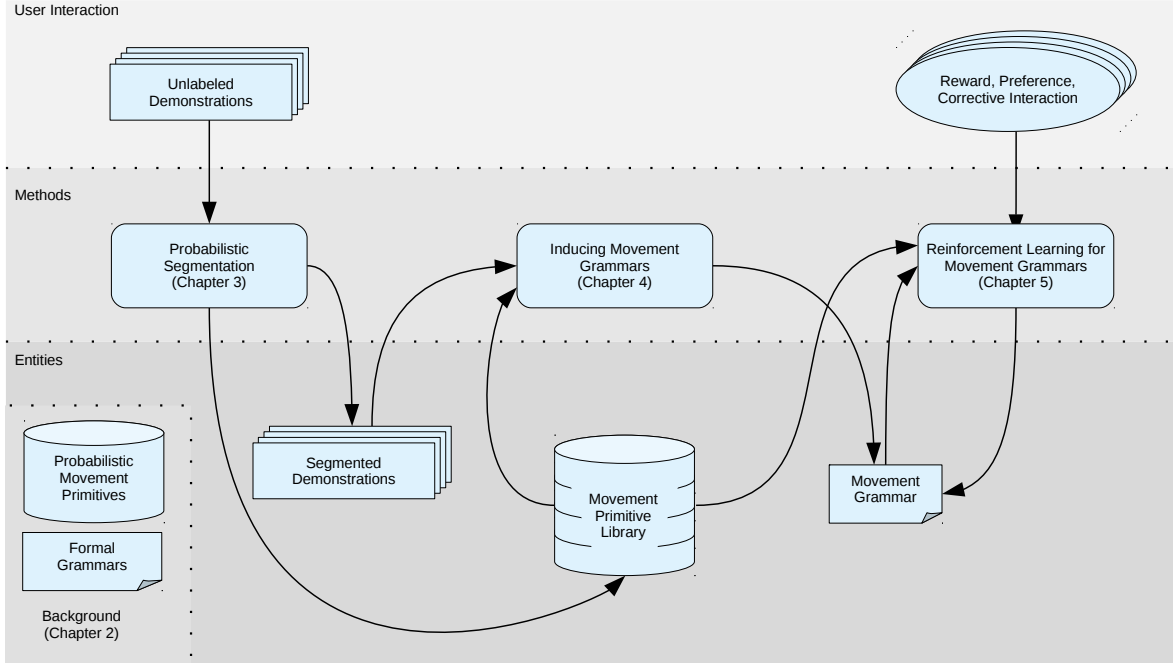 User Interaction
Unlabeled
Demonstrations
Reward, Preference,
Corrective Interaction
Methods
Probabilistic
Segmentation
(Chapter 3)
Inducing Movement
Grammars
(Chapter 4)
Reinforcement Learning for
Movement Grammars
(Chapter 5)
Entities
Probabilistic
Movement
Primitives
Formal
Grammars
Background
(Chapter 2)
Segmented
Demonstrations
Movement
Primitive
Library
Movement
Grammar